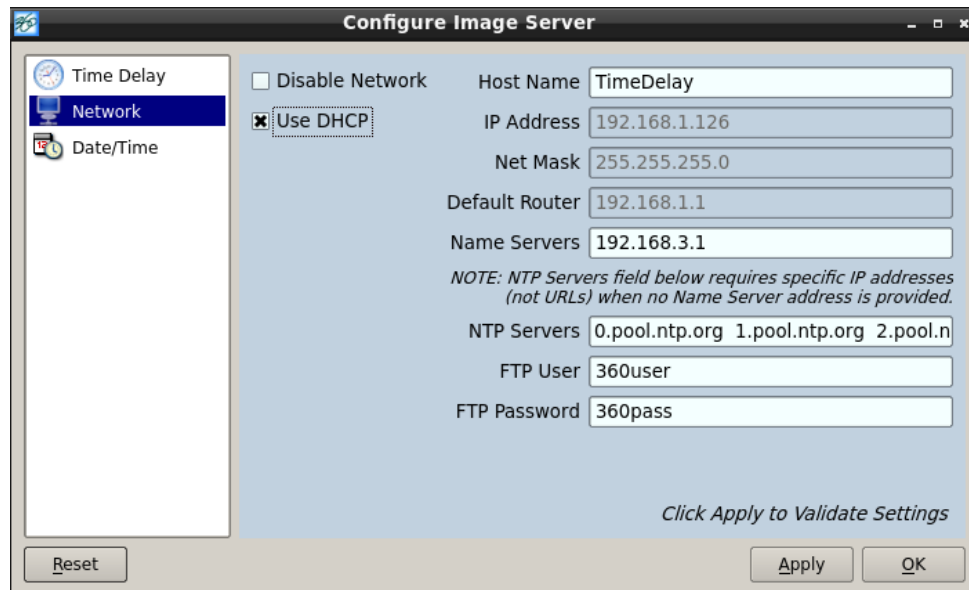 Configure Image Server
Time Delay
Network
Date/Time
Disable Network
Use DHCP
Host Name TimeDelay
IP Address 192.168.1.126
Net Mask 255.255.255.0
Default Router 192.168.1.1
Name Servers 192.168.3.1
NOTE: NTP Servers field below requires specific IP addresses
(not URLs) when no Name Server address is provided.
NTP Servers 0.pool.ntp.org 1.pool.ntp.org 2.pool.n
FTP User 360user
FTP Password 360pass
Click Apply to Validate Settings
Reset Apply OK